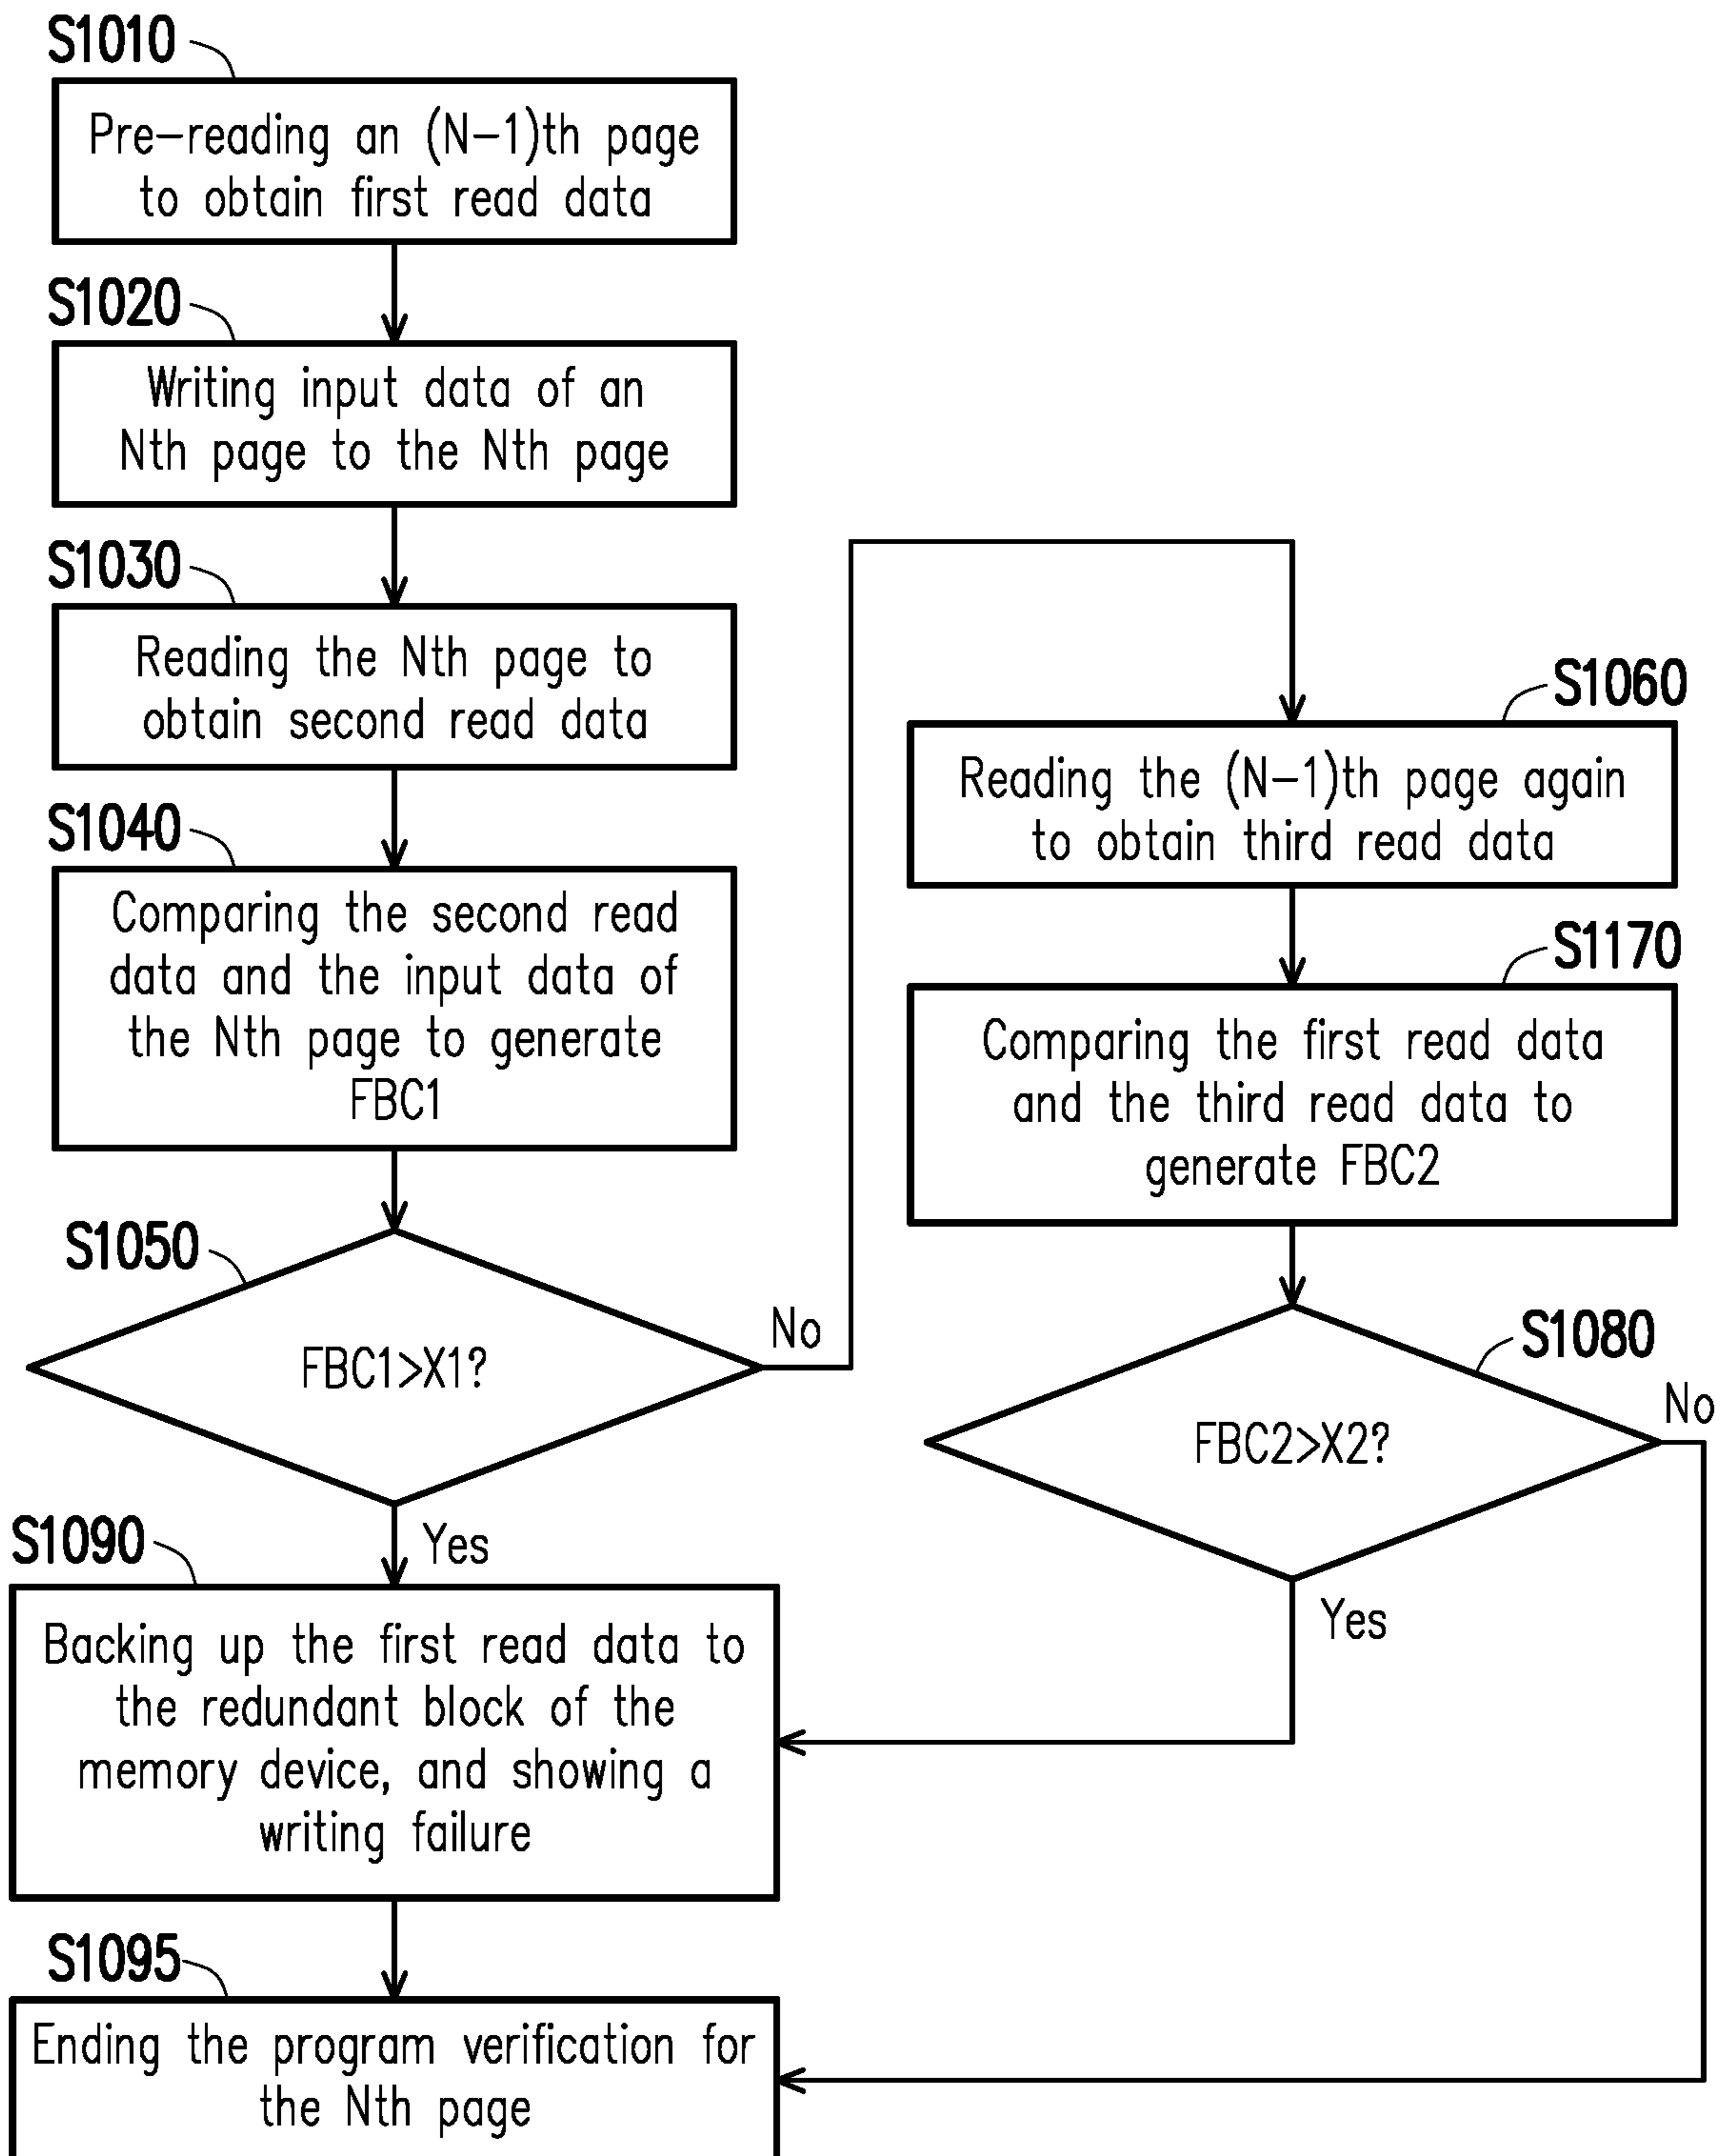 S1010
Pre-reading an (N-1)th page
to obtain first read data
S1020
Writing input data of an
Nth page to the Nth page
S1030
Reading the Nth page to
obtain second read data
S1040
Comparing the second read
data and the input data of
the Nth page to generate
FBC1
S1050
FBC1>X1?
No
Yes
S1060
Reading the (N-1)th page again
to obtain third read data
S1170
Comparing the first read data
and the third read data to
generate FBC2
S1080
FBC2>X2?
No
Yes
S1090
Backing up the first read data to
the redundant block of the
memory device, and showing a
writing failure
S1095
Ending the program verification for
the Nth page